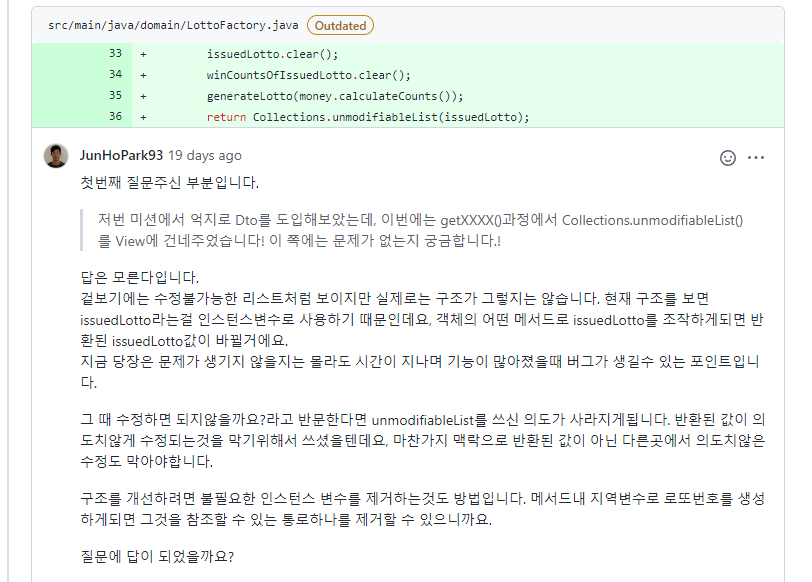 src/main/java/domain/LottoFactory.java Outdated
33 + issuedLotto.clear();
34 + winCountsOfIssuedLotto.clear();
35 + generateLotto(money.calculateCounts());
36 + return Collections.unmodifiableList(issuedLotto);
JunHoPark93 19 days ago
첫번째 질문주신 부분입니다.
저번 미션에서 억지로 Dto를 도입해보았는데, 이번에는 getXXXX()과정에서 Collections.unmodifiableList()
를 View에 건네주었습니다! 이 쪽에는 문제가 없는지 궁금합니다.!
답은 모른다입니다.
겉보기에는 수정불가능한 리스트처럼 보이지만 실제로는 구조가 그렇지는 않습니다. 현재 구조를 보면
issuedLotto라는걸 인스턴스변수로 사용하기 때문인데요, 객체의 어떤 메서드로 issuedLotto를 조작하게되면 반
환된 issuedLotto값이 바뀔거에요.
지금 당장은 문제가 생기지 않을지는 몰라도 시간이 지나며 기능이 많아졌을때 버그가 생길수 있는 포인트입니
다.
그 때 수정하면 되지않을까요?라고 반문한다면 unmodifiableList를 쓰신 의도가 사라지게됩니다. 반환된 값이 의
도치않게 수정되는것을 막기위해서 쓰셨을텐데요, 마찬가지 맥락으로 반환된 값이 아닌 다른곳에서 의도치않은
수정도 막아야합니다.
구조를 개선하려면 불필요한 인스턴스 변수를 제거하는것도 방법입니다. 메서드내 지역변수로 로또번호를 생성
하게되면 그것을 참조할 수 있는 통로하나를 제거할 수 있으니까요.
질문에 답이 되었을까요?